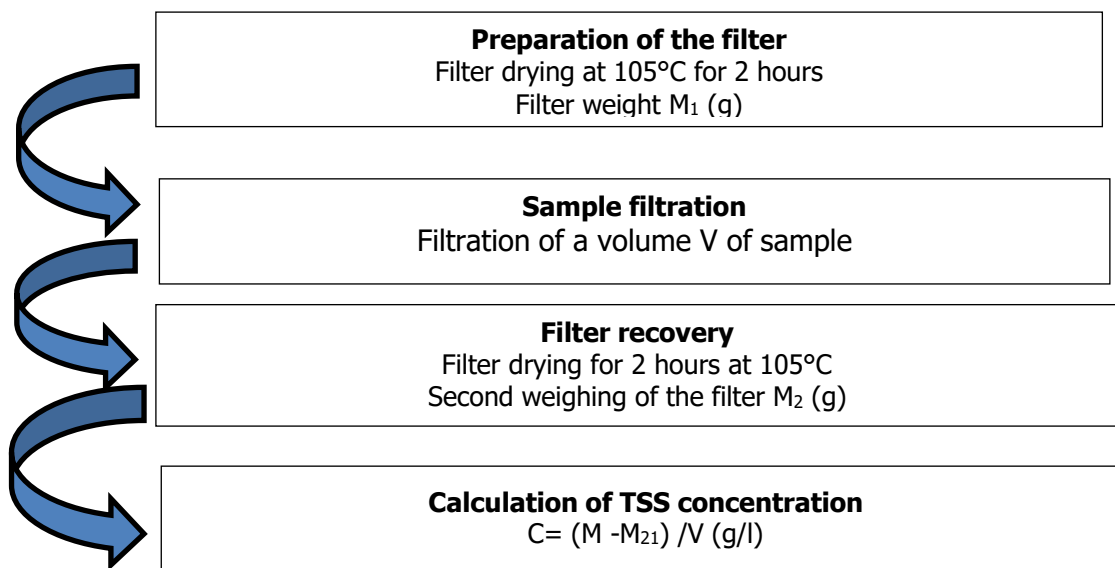 Preparation of the filter
Filter drying at 105°C for 2 hours
Filter weight M₁ (g)
Sample filtration
Filtration of a volume V of sample
Filter recovery
Filter drying for 2 hours at 105°C
Second weighing of the filter M₂ (g)
Calculation of TSS concentration
C= (M -M₂₁) /V (g/l)